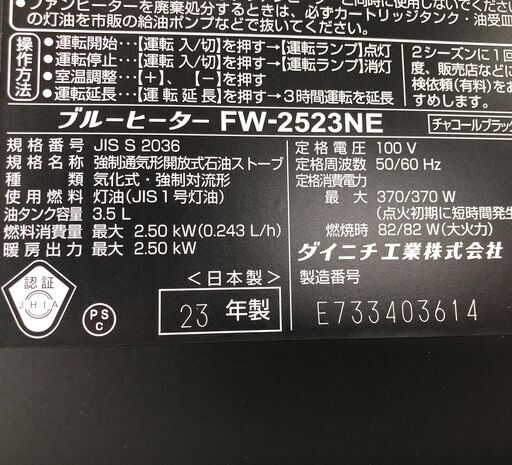 ファンヒーターを廃棄処分するときは、必ずカートリッジタンク・油受皿
の灯油を市販の給油ポンプなどで抜いてください。
操作方法
●運転開始…【運転 入/切】を押す→【運転ランプ】点灯
●運転停止…【運転 入/切】を押す→【運転ランプ】消灯
●室温調整…【+】、【-】を押す
●運転延長…【運転延長】を押す→3時間運転を延長
2シーズンに1回
度、販売店などに
検依頼(有料)をお
すめします。
ブルーヒーター FW-2523NE
チャコールブラック
規格番号 JIS S 2036
規格名称 強制通気形開放式石油ストーブ
種類 気化式・強制対流形
使用燃料 灯油(JIS1号灯油)
油タンク容量 3.5 L
燃料消費量 最大 2.50 kW(0.243 L/h)
暖房出力 最大 2.50 kW
定格電圧 100 V
定格周波数 50/60 Hz
定格消費電力
最大 370/370 W
(点火初期に短時間発生
燃焼時 82/82 W(大火力)
ダイニチ工業株式会社
認証
JHIA
PS
C
<日本製>
23 年製
製造番号
E733403614